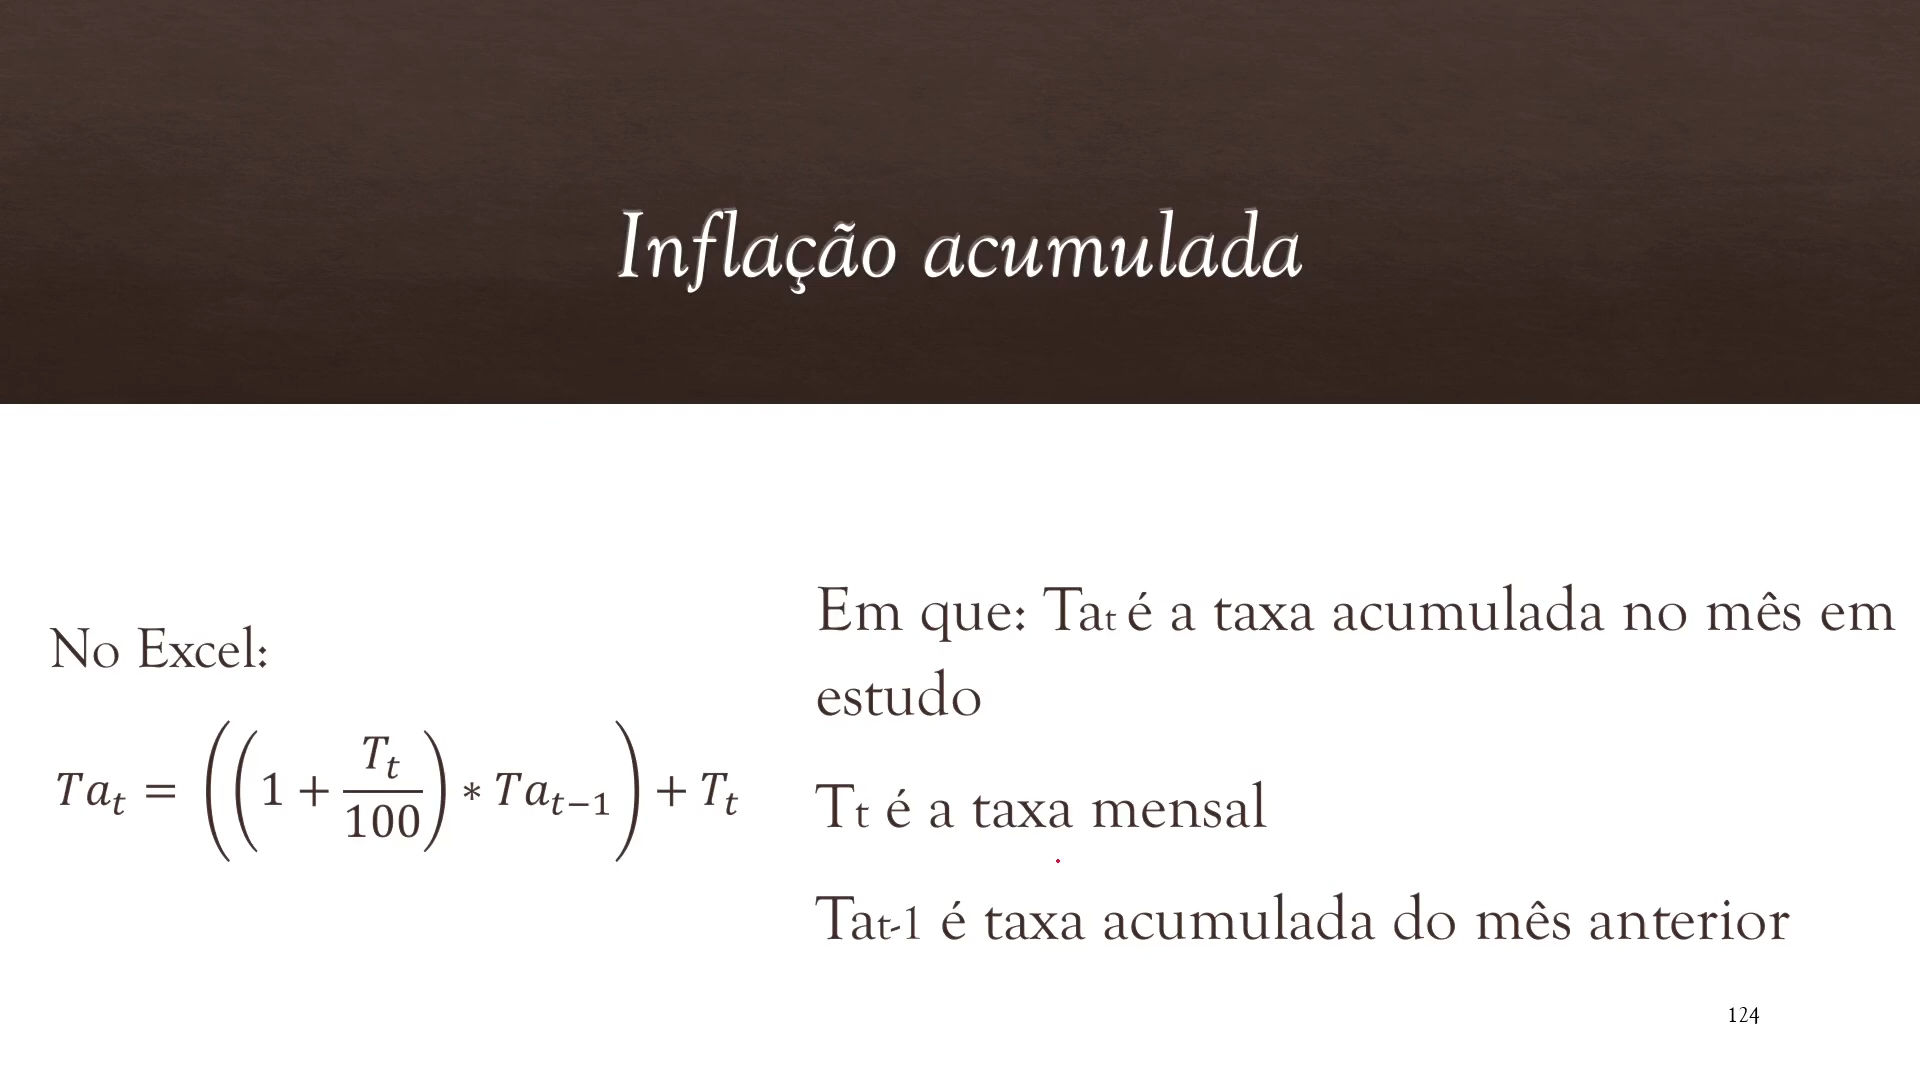 Inflação acumulada
No Excel:
Ta_t = ((1 + T_t/100) * Ta_{t-1}) + T_t
Em que: Tat é a taxa acumulada no mês em
estudo
Tt é a taxa mensal
Tat-1 é taxa acumulada do mês anterior
124